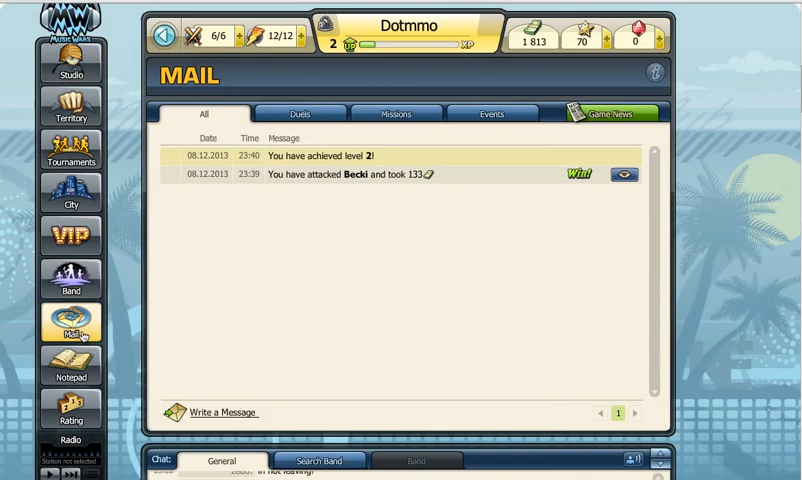 MUSIC WARS
6/6
12/12
Dotmmo
2
UP
XP
1 813
70
0
Studio
Territory
Tournaments
City
VIP
Band
Mail
Notepad
Rating
Radio
Station not selected
MAIL
All
Duels
Missions
Events
Game News
Date Time Message
08.12.2013 23:40 You have achieved level 2!
08.12.2013 23:39 You have attacked Becki and took 133 Win!
Write a Message
1
Chat: General Search Band Band
in not leaving!